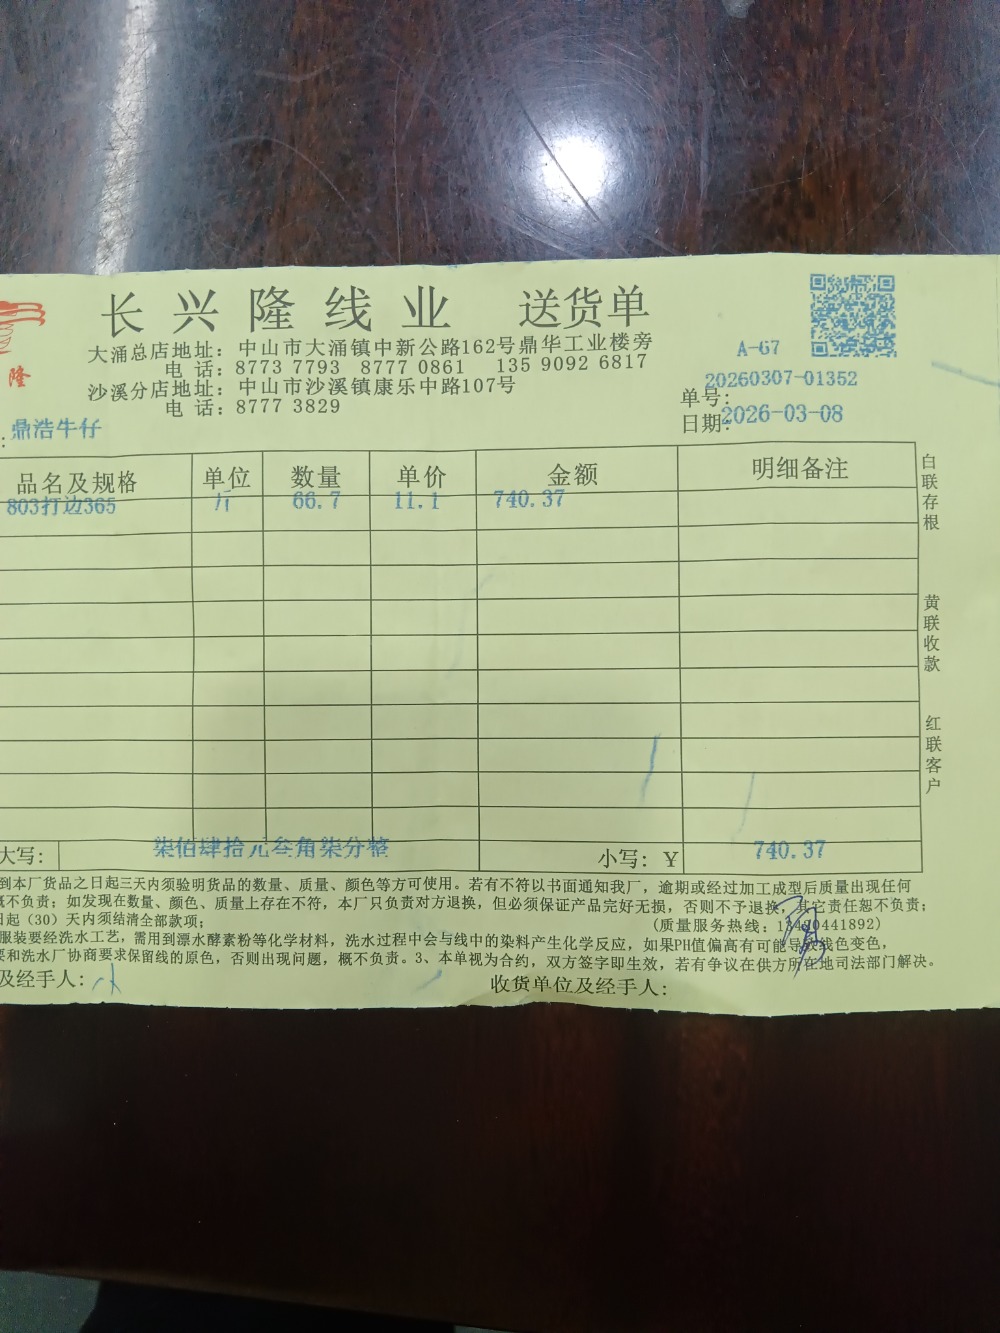 长兴隆线业 送货单
隆
大涌总店地址：中山市大涌镇中新公路162号鼎华工业楼旁
电 话：8773 7793 8777 0861 135 9092 6817
沙溪分店地址：中山市沙溪镇康乐中路107号
电 话：8777 3829
A-67
单号：20260307-01352
日期：2026-03-08
：鼎浩牛仔
品名及规格 单位 数量 单价 金额 明细备注
803打边365 斤 66.7 11.1 740.37
大写： 柒佰肆拾元叁角柒分整 小写：￥ 740.37
白联存根
黄联收款
红联客户
到本厂货品之日起三天内须验明货品的数量、质量、颜色等方可使用。若有不符以书面通知我厂，逾期或经过加工成型后质量出现任何
概不负责；如发现在数量、颜色、质量上存在不符，本厂只负责对方退换，但必须保证产品完好无损，否则不予退换，其它责任恕不负责；
日起（30）天内须结清全部款项；
(质量服务热线：13420441892)
服装要经洗水工艺，需用到漂水酵素粉等化学材料，洗水过程中会与线中的染料产生化学反应，如果PH值偏高有可能导致线色变色，
和洗水厂协商要求保留线的原色，否则出现问题，概不负责。3、本单视为合约，双方签字即生效，若有争议在供方所在地司法部门解决。
及经手人： 收货单位及经手人：